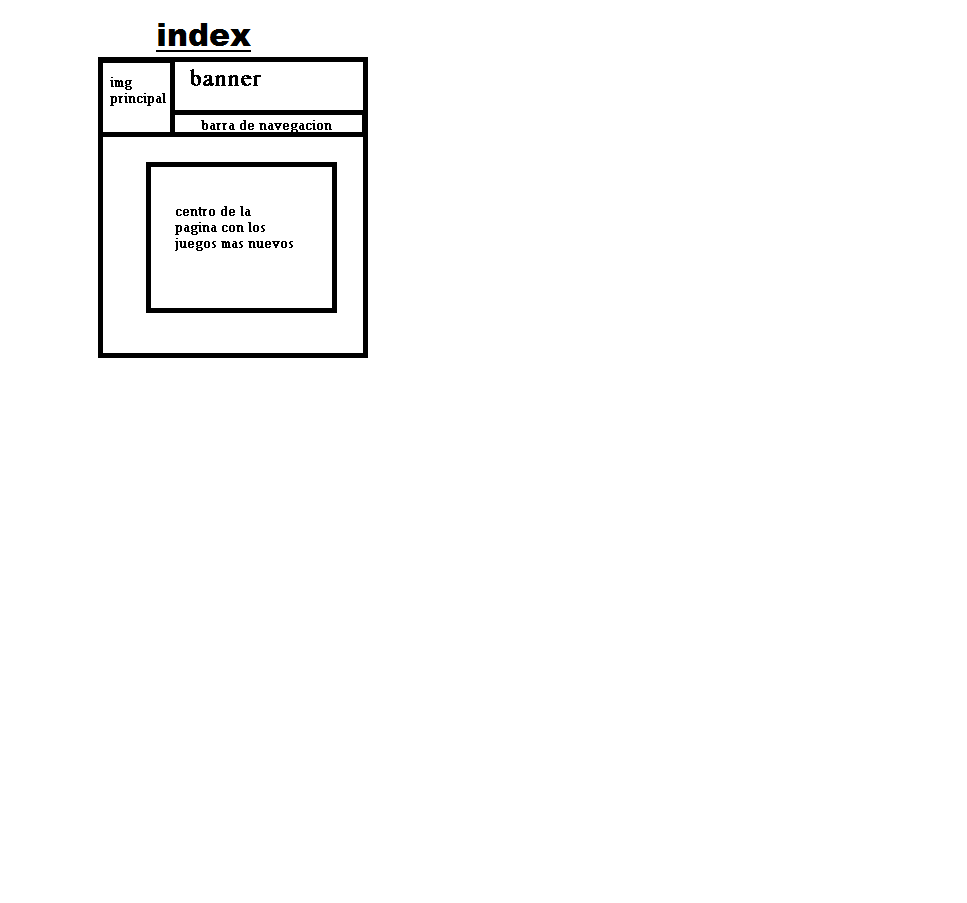 index
img
principal
banner
barra de navegacion
centro de la
pagina con los
juegos mas nuevos